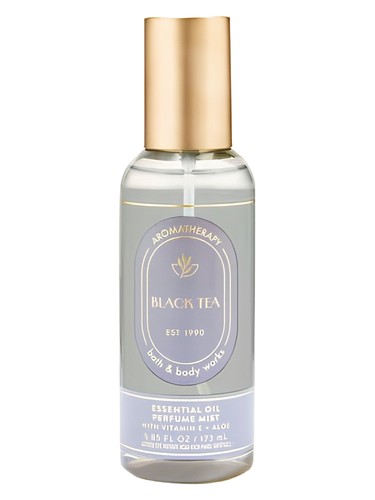 AROMATHERAPY
BLACK TEA
EST 1990
bath & body works
ESSENTIAL OIL
PERFUME MIST
WITH VITAMIN E + ALOE
5.85 FL OZ / 173 mL